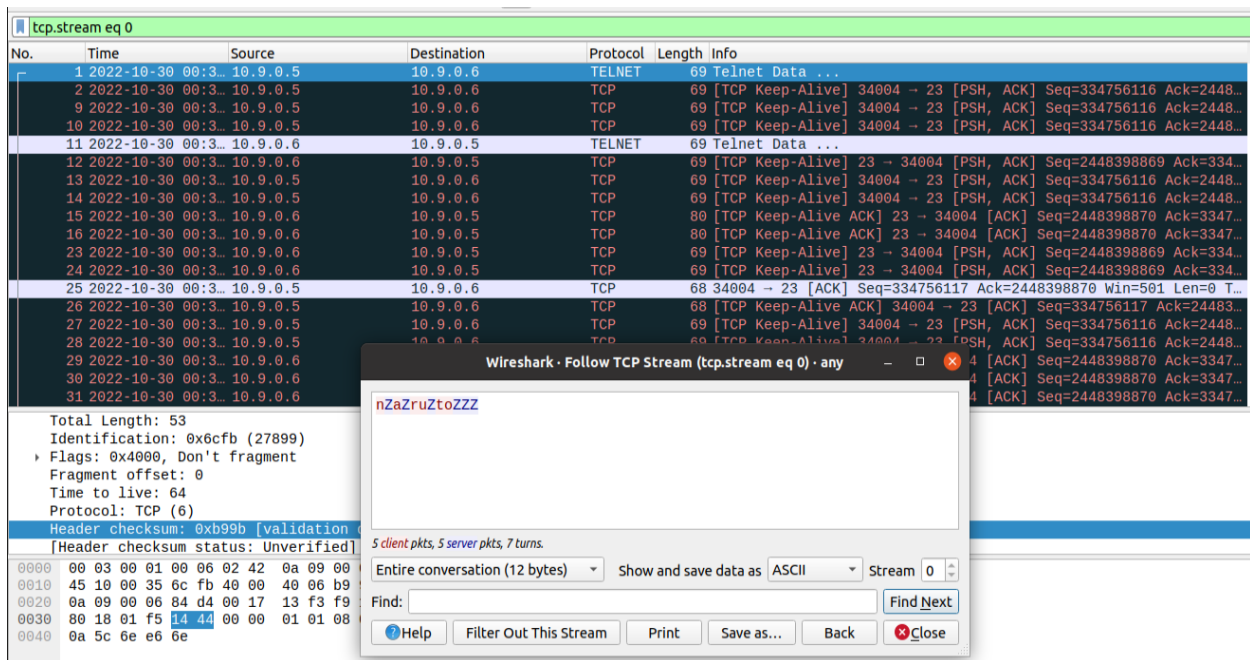 tcp.stream eq 0
No. Time Source Destination Protocol Length Info
1 2022-10-30 00:3… 10.9.0.5 10.9.0.6 TELNET 69 Telnet Data ...
2 2022-10-30 00:3… 10.9.0.5 10.9.0.6 TCP 69 [TCP Keep-Alive] 34004 → 23 [PSH, ACK] Seq=334756116 Ack=2448…
9 2022-10-30 00:3… 10.9.0.5 10.9.0.6 TCP 69 [TCP Keep-Alive] 34004 → 23 [PSH, ACK] Seq=334756116 Ack=2448…
10 2022-10-30 00:3… 10.9.0.5 10.9.0.6 TCP 69 [TCP Keep-Alive] 34004 → 23 [PSH, ACK] Seq=334756116 Ack=2448…
11 2022-10-30 00:3… 10.9.0.6 10.9.0.5 TELNET 69 Telnet Data ...
12 2022-10-30 00:3… 10.9.0.6 10.9.0.5 TCP 69 [TCP Keep-Alive] 23 → 34004 [PSH, ACK] Seq=2448398869 Ack=334…
13 2022-10-30 00:3… 10.9.0.5 10.9.0.6 TCP 69 [TCP Keep-Alive] 34004 → 23 [PSH, ACK] Seq=334756116 Ack=2448…
14 2022-10-30 00:3… 10.9.0.5 10.9.0.6 TCP 69 [TCP Keep-Alive] 34004 → 23 [PSH, ACK] Seq=334756116 Ack=2448…
15 2022-10-30 00:3… 10.9.0.6 10.9.0.5 TCP 80 [TCP Keep-Alive ACK] 23 → 34004 [ACK] Seq=2448398870 Ack=3347…
16 2022-10-30 00:3… 10.9.0.6 10.9.0.5 TCP 80 [TCP Keep-Alive ACK] 23 → 34004 [ACK] Seq=2448398870 Ack=3347…
23 2022-10-30 00:3… 10.9.0.6 10.9.0.5 TCP 69 [TCP Keep-Alive] 23 → 34004 [PSH, ACK] Seq=2448398869 Ack=334…
24 2022-10-30 00:3… 10.9.0.6 10.9.0.5 TCP 69 [TCP Keep-Alive] 23 → 34004 [PSH, ACK] Seq=2448398869 Ack=334…
25 2022-10-30 00:3… 10.9.0.5 10.9.0.6 TCP 68 34004 → 23 [ACK] Seq=334756117 Ack=2448398870 Win=501 Len=0 T…
26 2022-10-30 00:3… 10.9.0.5 10.9.0.6 TCP 68 [TCP Keep-Alive ACK] 34004 → 23 [ACK] Seq=334756117 Ack=24483…
27 2022-10-30 00:3… 10.9.0.5 10.9.0.6 TCP 69 [TCP Keep-Alive] 34004 → 23 [PSH, ACK] Seq=334756116 Ack=2448…
28 2022-10-30 00:3… 10.9.0.5 10.9.0.6 TCP 69 [TCP Keep-Alive] 34004 → 23 [PSH, ACK] Seq=334756116 Ack=2448…
29 2022-10-30 00:3… 10.9.0.6 4 [ACK] Seq=2448398870 Ack=3347…
30 2022-10-30 00:3… 10.9.0.6 4 [ACK] Seq=2448398870 Ack=3347…
31 2022-10-30 00:3… 10.9.0.6 4 [ACK] Seq=2448398870 Ack=3347…
Total Length: 53
Identification: 0x6cfb (27899)
Flags: 0x4000, Don't fragment
Fragment offset: 0
Time to live: 64
Protocol: TCP (6)
Header checksum: 0xb99b [validation
[Header checksum status: Unverified]
0000 00 03 00 01 00 06 02 42 0a 09 00
0010 45 10 00 35 6c fb 40 00 40 06 b9
0020 0a 09 00 06 84 d4 00 17 13 f3 f9
0030 80 18 01 f5 14 44 00 00 01 01 08
0040 0a 5c 6e e6 6e
Wireshark · Follow TCP Stream (tcp.stream eq 0) · any
nZaZruZtoZZZ
5 client pkts, 5 server pkts, 7 turns.
Entire conversation (12 bytes) Show and save data as ASCII Stream 0
Find: Find Next
Help Filter Out This Stream Print Save as… Back Close